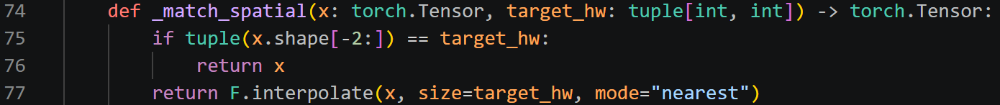 74 def _match_spatial(x: torch.Tensor, target_hw: tuple[int, int]) -> torch.Tensor:
75 if tuple(x.shape[-2:]) == target_hw:
76 return x
77 return F.interpolate(x, size=target_hw, mode="nearest")